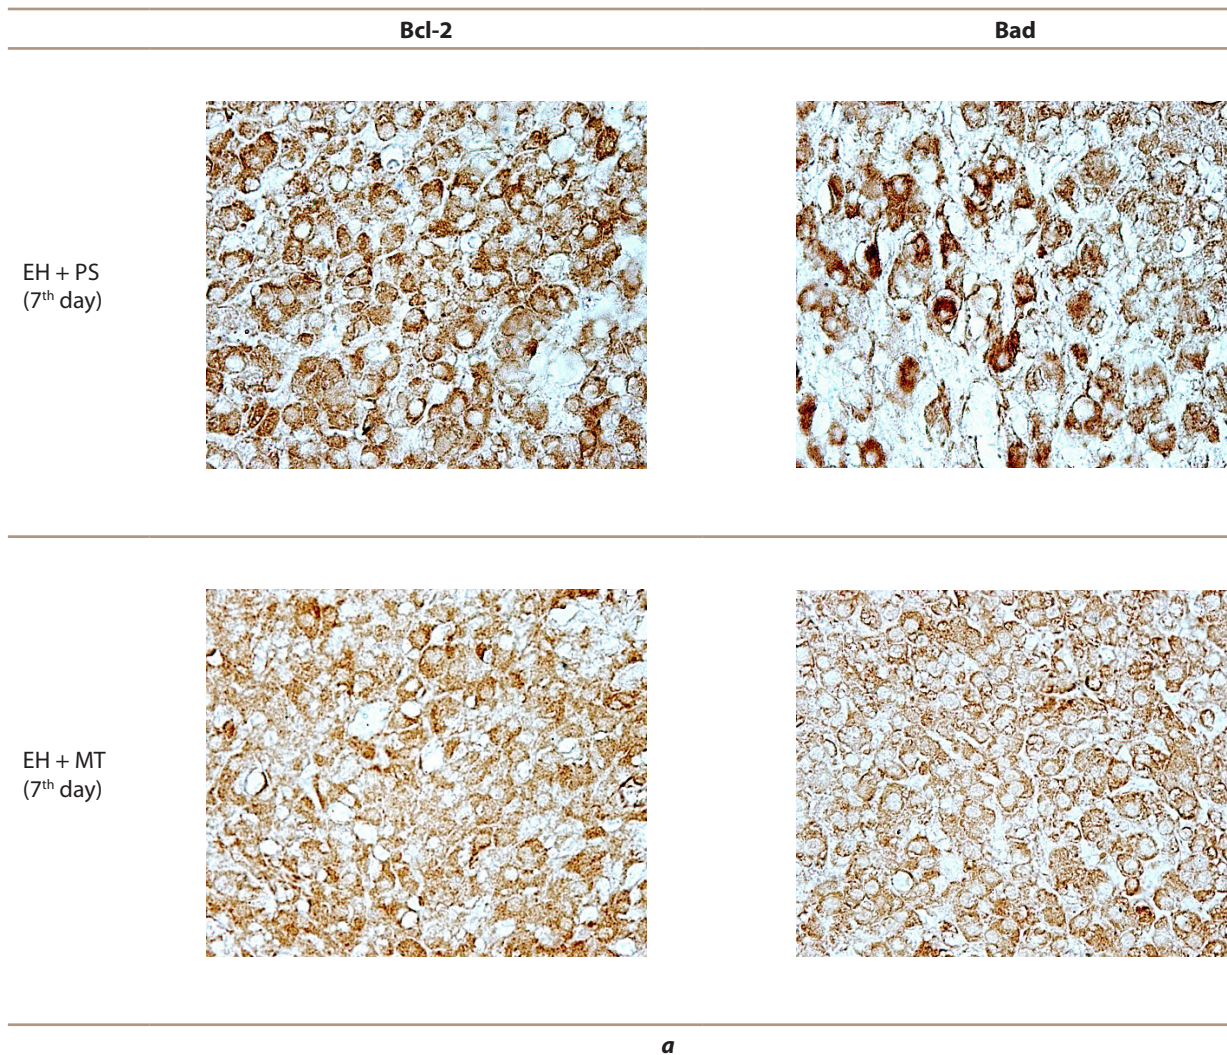 Bcl-2 Bad
EH + PS
(7th day)
EH + MT
(7th day)
a